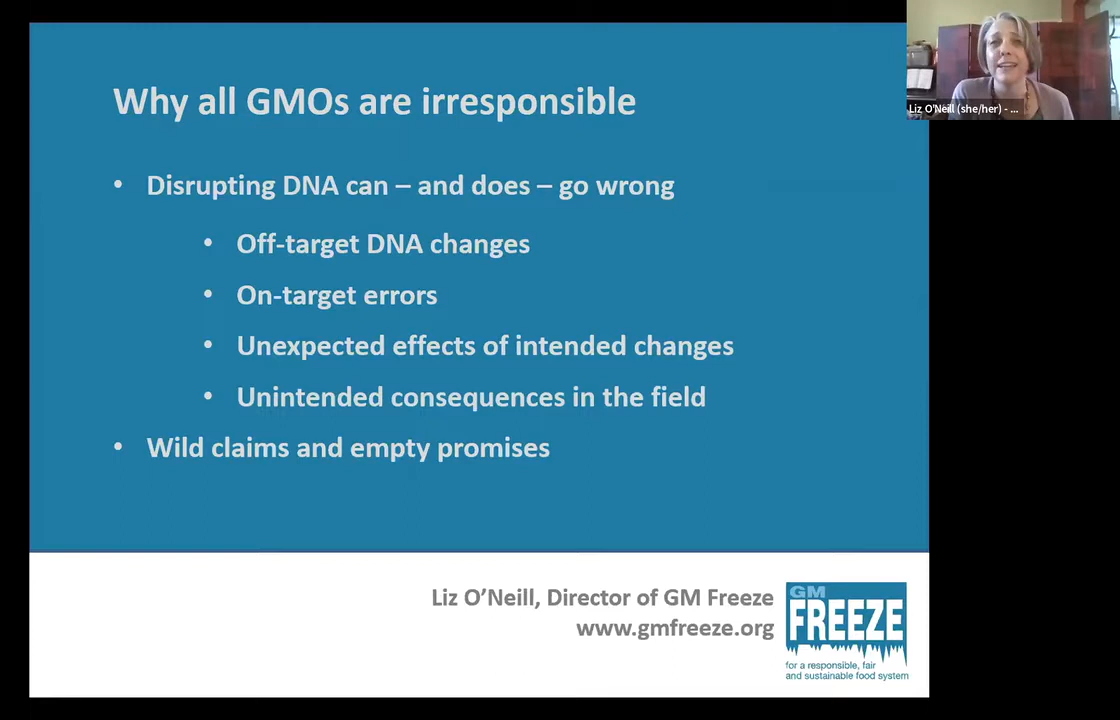 Why all GMOs are irresponsible
• Disrupting DNA can – and does – go wrong
• Off-target DNA changes
• On-target errors
• Unexpected effects of intended changes
• Unintended consequences in the field
• Wild claims and empty promises
Liz O'Neill (she/her) - ...
Liz O’Neill, Director of GM Freeze
www.gmfreeze.org
GM
FREEZE
for a responsible, fair
and sustainable food system